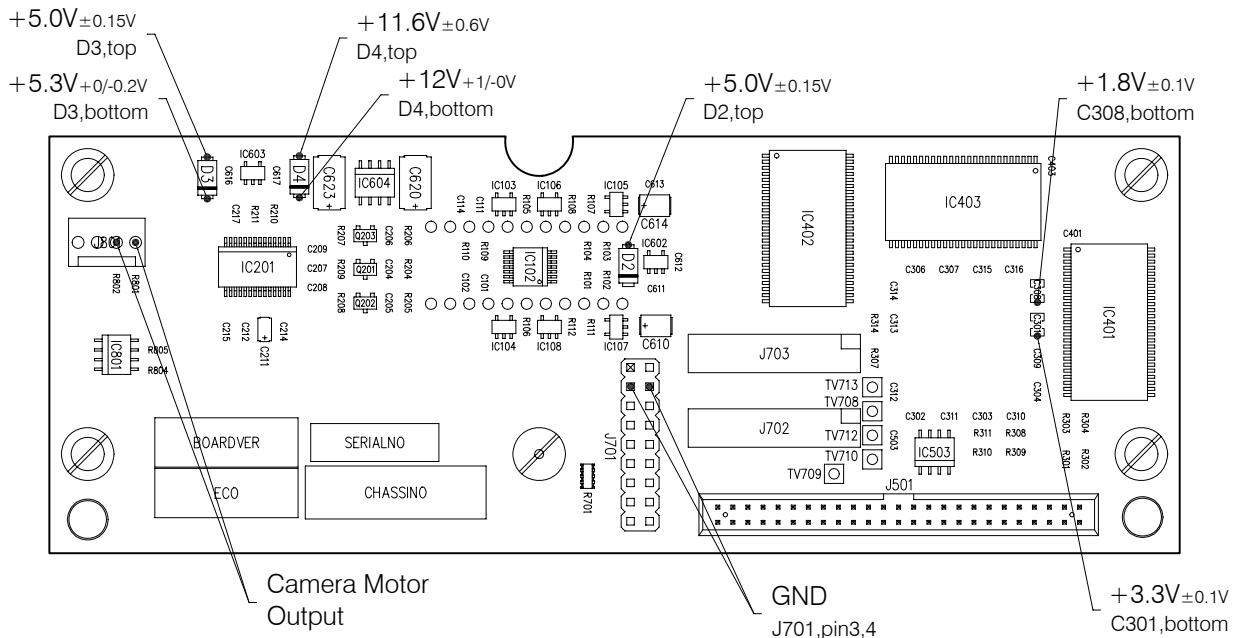 +5.0V±0.15V
D3,top
+5.3V+0/-0.2V
D3,bottom
+11.6V±0.6V
D4,top
+12V+1/-0V
D4,bottom
+5.0V±0.15V
D2,top
+1.8V±0.1V
C308,bottom
D3
C616
IC603
C617
D4
C623
IC604
C620
C217
R211
R210
IC201
C209
C207
C208
C215
C212
C211
C214
R802
R801
IC801
R805
R804
R207
Q203
C206
R206
R209
Q201
C204
R204
R208
Q202
C205
R205
C114
C111
IC103
R105
IC106
R108
R107
IC105
C613
C614
R110
R109
IC102
R104
R103
D2
IC602
C612
C102
C101
R101
R102
C611
IC104
R106
IC108
R112
R111
IC107
C610
IC402
IC403
C403
C401
IC401
C306
C307
C315
C316
C314
C313
R314
R307
C301
C309
C304
J703
J702
TV713
TV708
TV712
TV710
TV709
C312
C503
C302
C311
C303
C310
IC503
R311
R308
R310
R309
R303
R304
R301
R302
J501
J701
R701
BOARDVER
SERIALNO
ECO
CHASSINO
Camera Motor
Output
GND
J701,pin3,4
+3.3V±0.1V
C301,bottom